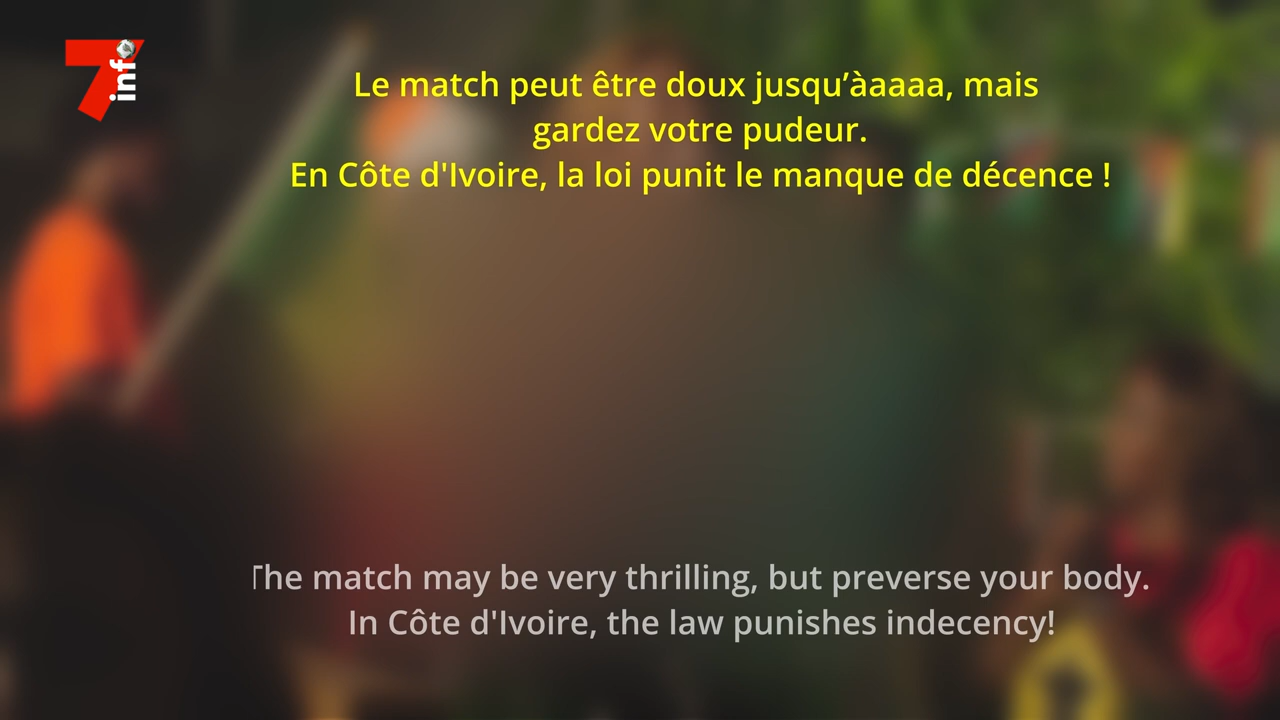 7
info
Le match peut être doux jusqu’àaaaa, mais
gardez votre pudeur.
En Côte d'Ivoire, la loi punit le manque de décence !
The match may be very thrilling, but preverse your body.
In Côte d'Ivoire, the law punishes indecency!